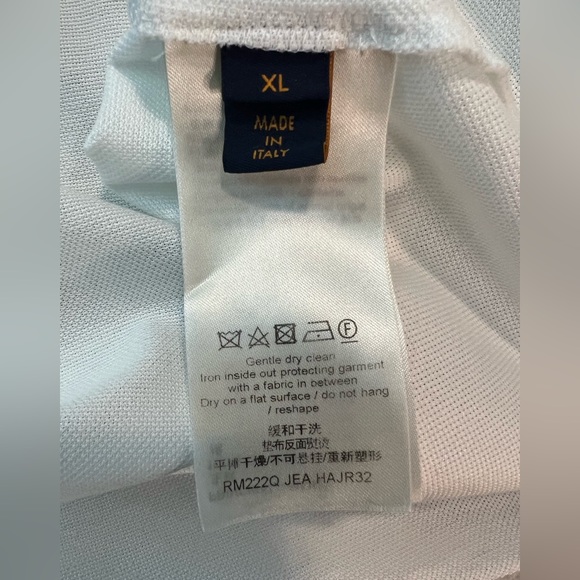 XL
MADE
IN
ITALY
F
Gentle dry clean
Iron inside out protecting garment
with a fabric in between
Dry on a flat surface / do not hang
/ reshape
缓和干洗
垫布反面熨烫
平摊干燥/不可悬挂/重新塑形
RM222Q JEA HAJR32